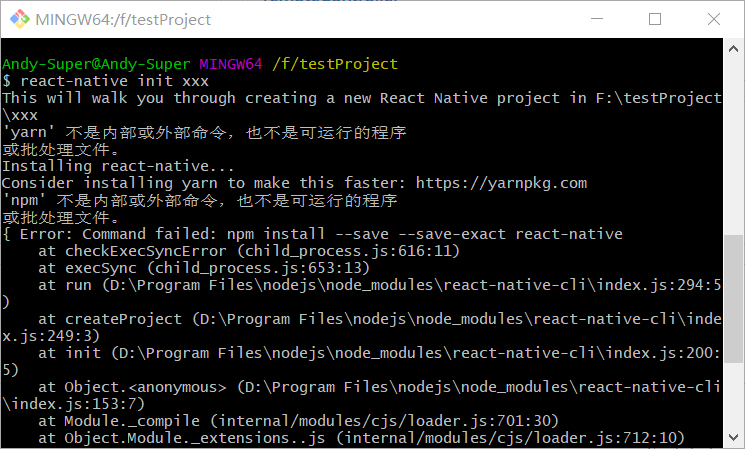 MINGW64:/f/testProject
Andy-Super@Andy-Super MINGW64 /f/testProject
$ react-native init xxx
This will walk you through creating a new React Native project in F:\testProject
\xxx
'yarn' 不是内部或外部命令，也不是可运行的程序
或批处理文件。
Installing react-native...
Consider installing yarn to make this faster: https://yarnpkg.com
'npm' 不是内部或外部命令，也不是可运行的程序
或批处理文件。
{ Error: Command failed: npm install --save --save-exact react-native
    at checkExecSyncError (child_process.js:616:11)
    at execSync (child_process.js:653:13)
    at run (D:\Program Files\nodejs\node_modules\react-native-cli\index.js:294:5
)
    at createProject (D:\Program Files\nodejs\node_modules\react-native-cli\inde
x.js:249:3)
    at init (D:\Program Files\nodejs\node_modules\react-native-cli\index.js:200:
5)
    at Object.<anonymous> (D:\Program Files\nodejs\node_modules\react-native-cli
\index.js:153:7)
    at Module._compile (internal/modules/cjs/loader.js:701:30)
    at Object.Module._extensions..js (internal/modules/cjs/loader.js:712:10)